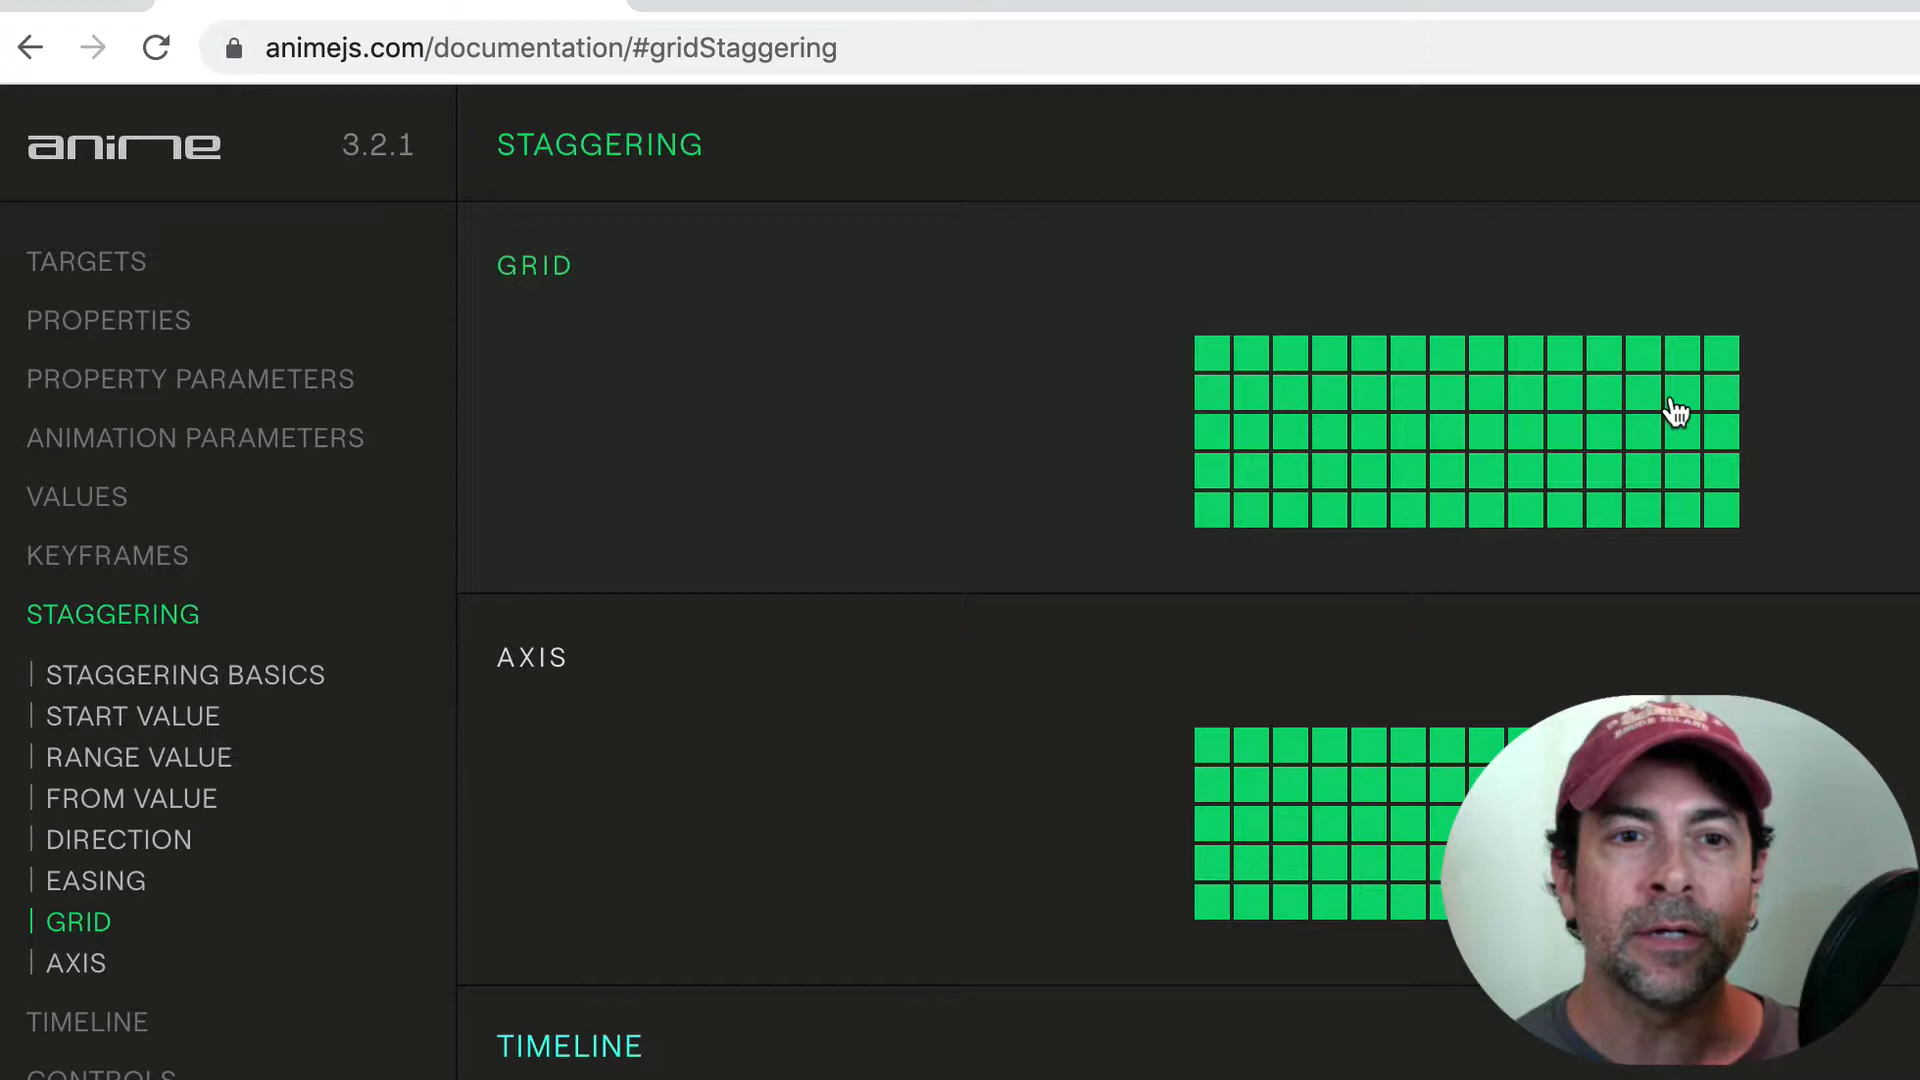 animejs.com/documentation/#gridStaggering
anime
3.2.1
STAGGERING
TARGETS
PROPERTIES
PROPERTY PARAMETERS
ANIMATION PARAMETERS
VALUES
KEYFRAMES
STAGGERING
STAGGERING BASICS
START VALUE
RANGE VALUE
FROM VALUE
DIRECTION
EASING
GRID
AXIS
TIMELINE
CONTROLS
GRID
AXIS
TIMELINE